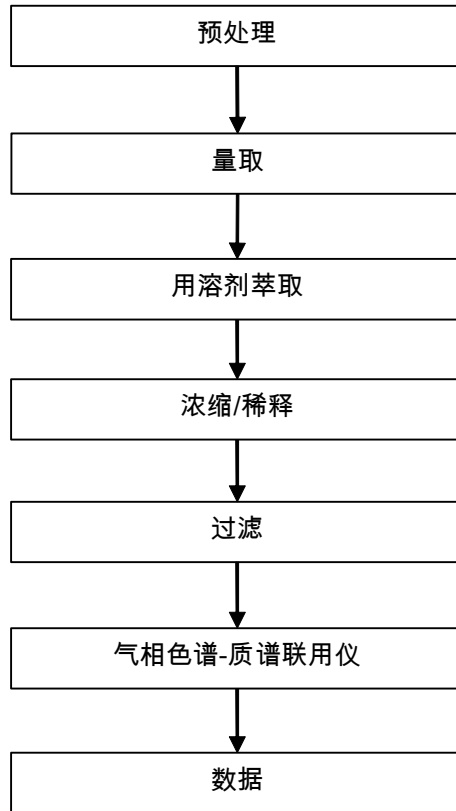 预处理
量取
用溶剂萃取
浓缩/稀释
过滤
气相色谱-质谱联用仪
数据